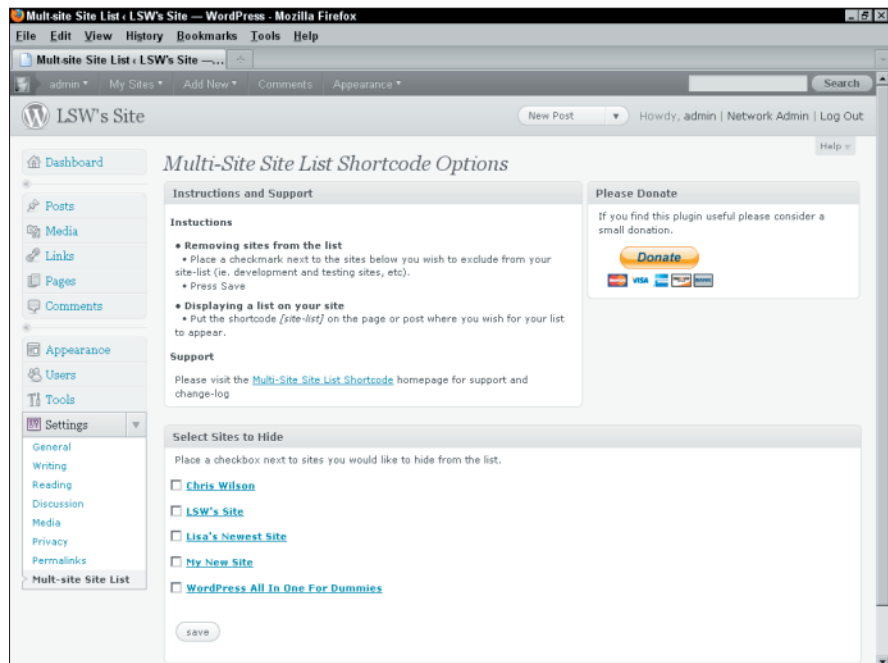 Mult-site Site List ‹ LSW's Site — WordPress - Mozilla Firefox
File Edit View History Bookmarks Tools Help
Mult-site Site List ‹ LSW's Site —...
admin My Sites Add New Comments Appearance Search
LSW's Site New Post Howdy, admin | Network Admin | Log Out
Help
Dashboard
Posts
Media
Links
Pages
Comments
Appearance
Users
Tools
Settings
General
Writing
Reading
Discussion
Media
Privacy
Permalinks
Mult-site Site List
Multi-Site Site List Shortcode Options
Instructions and Support
Instuctions
• Removing sites from the list
• Place a checkmark next to the sites below you wish to exclude from your
site-list (ie. development and testing sites, etc).
• Press Save
• Displaying a list on your site
• Put the shortcode [site-list] on the page or post where you wish for your list
to appear.
Support
Please visit the Multi-Site Site List Shortcode homepage for support and
change-log
Please Donate
If you find this plugin useful please consider a
small donation.
Donate
VISA
Select Sites to Hide
Place a checkbox next to sites you would like to hide from the list.
Chris Wilson
LSW's Site
Lisa's Newest Site
My New Site
WordPress All In One For Dummies
save